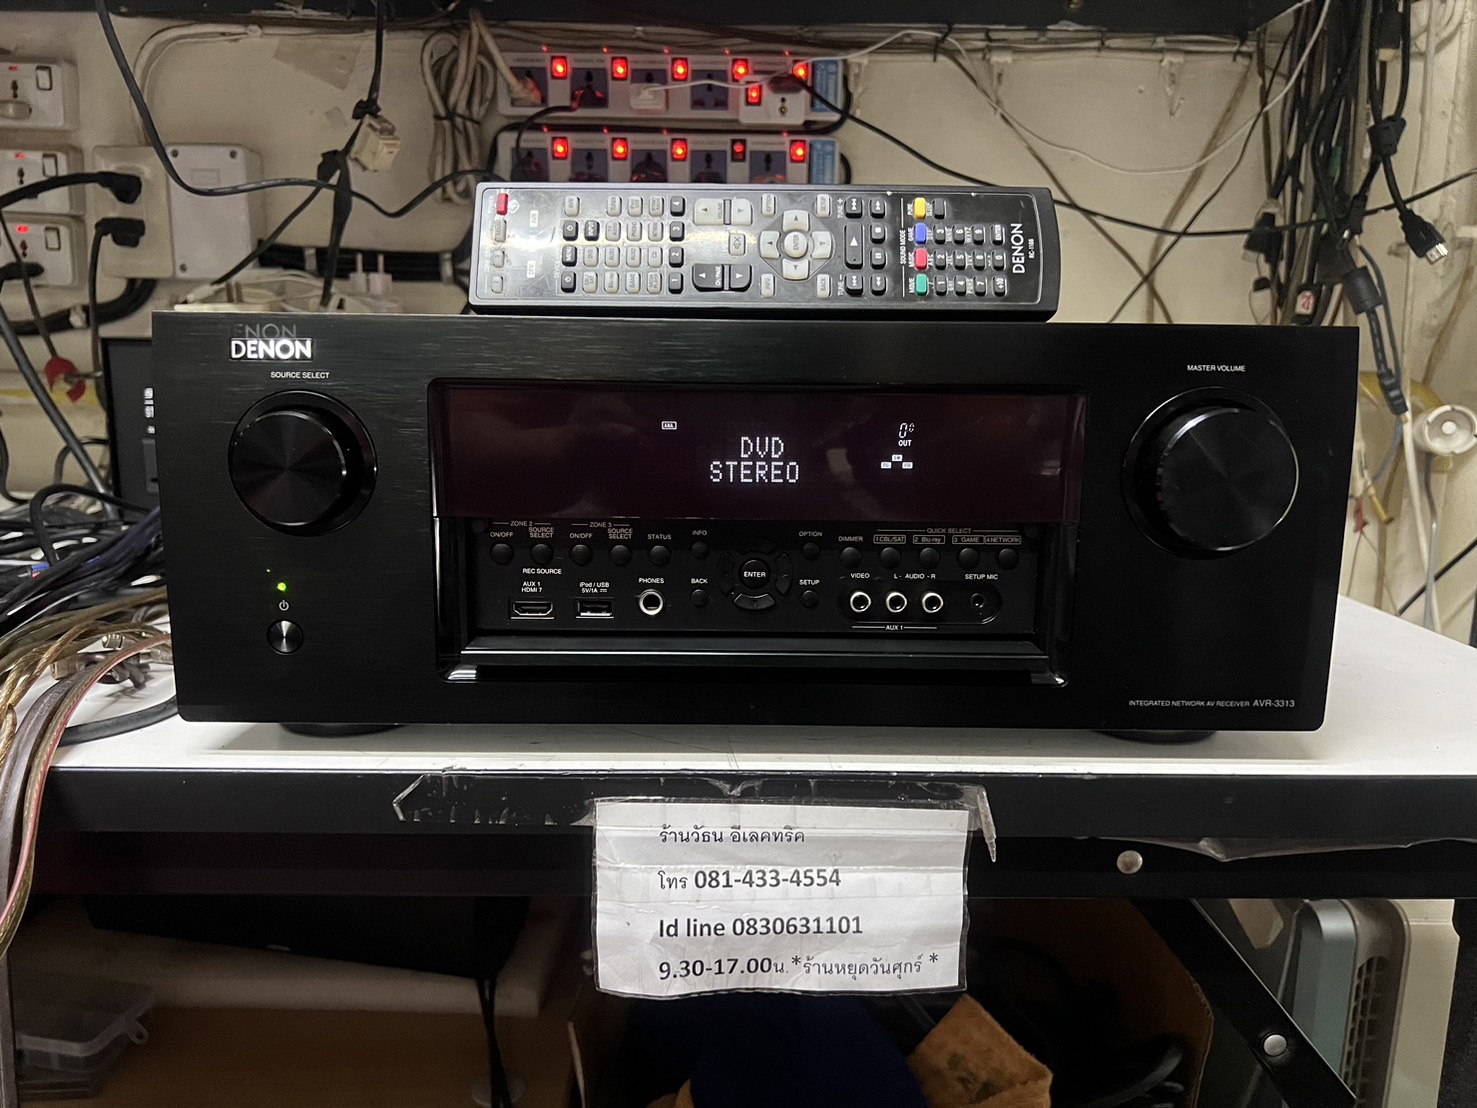 DENON
RC-1168
DENON
SOURCE SELECT
MASTER VOLUME
DVD
STEREO
OUT
ZONE 2
ZONE 3
QUICK SELECT
ON/OFF
SOURCE SELECT
ON/OFF
SOURCE SELECT
STATUS
INFO
OPTION
DIMMER
1 CBL/SAT
2 Blu-ray
3 GAME
4 NETWORK
REC SOURCE
ENTER
AUX 1
HDMI 7
iPod / USB
5V/1A
PHONES
BACK
SETUP
VIDEO
L - AUDIO - R
SETUP MIC
AUX 1
INTEGRATED NETWORK AV RECEIVER AVR-3313
ร้านวัธน อีเลคทริค
โทร 081-433-4554
Id line 0830631101
9.30-17.00น.*ร้านหยุดวันศุกร์ *